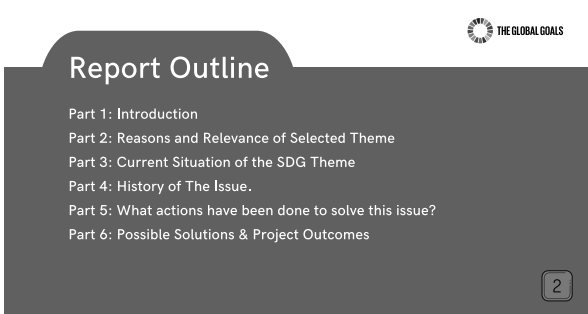 THE GLOBAL GOALS
Report Outline
Part 1: Introduction
Part 2: Reasons and Relevance of Selected Theme
Part 3: Current Situation of the SDG Theme
Part 4: History of The Issue.
Part 5: What actions have been done to solve this issue?
Part 6: Possible Solutions & Project Outcomes
2